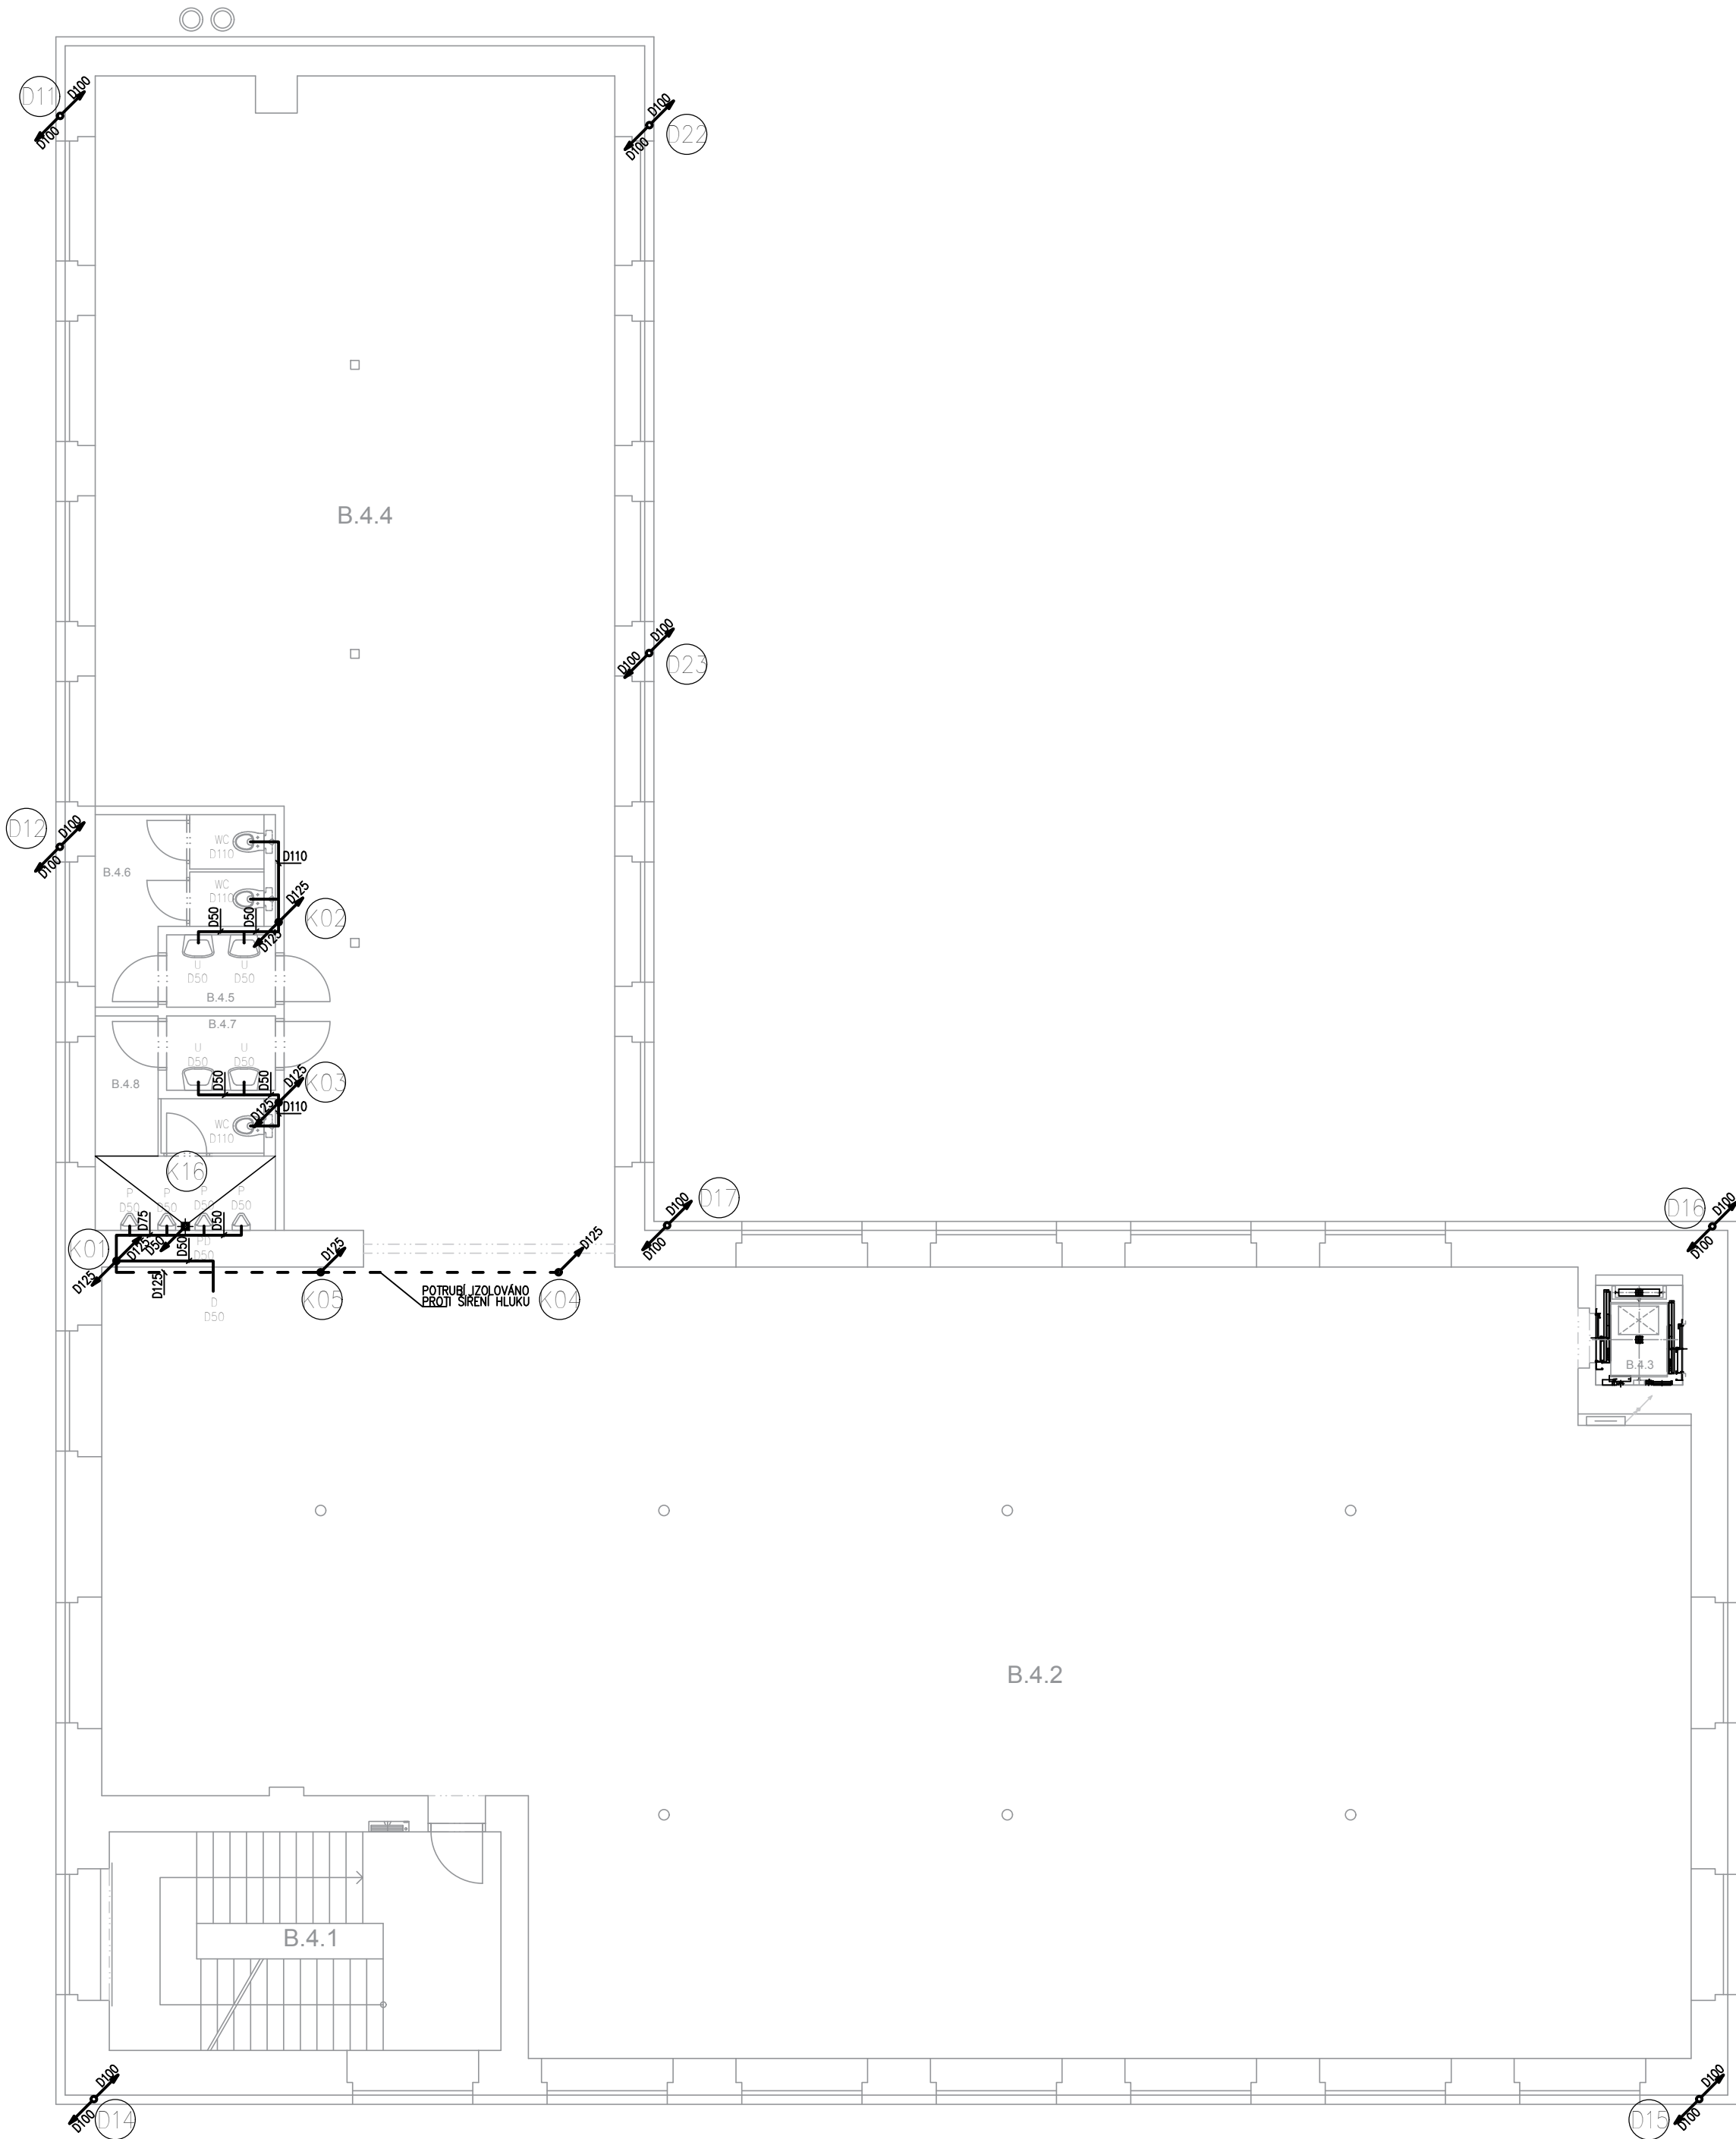 D11
D100
D100
D100
D22
D100
B.4.4
D100
D23
D100
D12
D100
D100
WC
D110
D110
B.4.6
WC
D110
D125
K02
D50
D50
D125
U
D50
U
D50
B.4.5
B.4.7
U
D50
U
D50
D50
D50
D125
K03
B.4.8
D125
D110
WC
D110
K16
P
D50
P
D50
P
D50
P
D50
D75
D50
K01
D125
D50
D50
D125
D125
D
D50
D125
K05
D125
K04
POTRUBÍ IZOLOVÁNO
PROTI ŠÍŘENÍ HLUKU
D100
D17
D100
D16
D100
D100
B.4.3
B.4.2
B.4.1
D100
D14
D100
D100
D15
D100